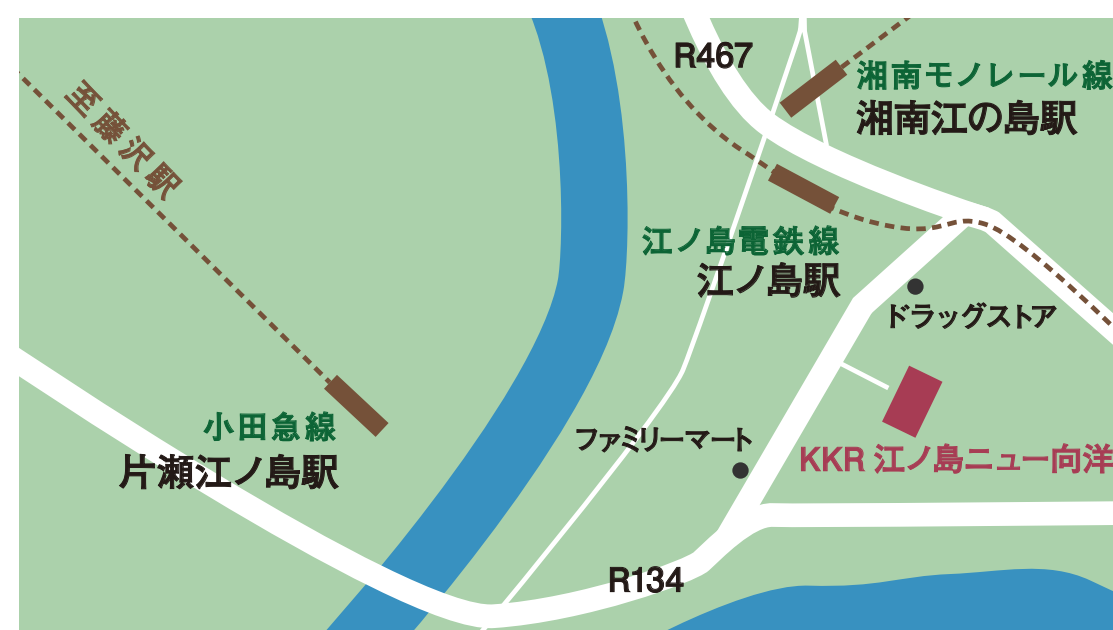 R467
湘南モノレール線
湘南江の島駅
至藤沢駅
江ノ島電鉄線
江ノ島駅
ドラッグストア
小田急線
片瀬江ノ島駅
ファミリーマート
KKR 江ノ島ニュー向洋
R134